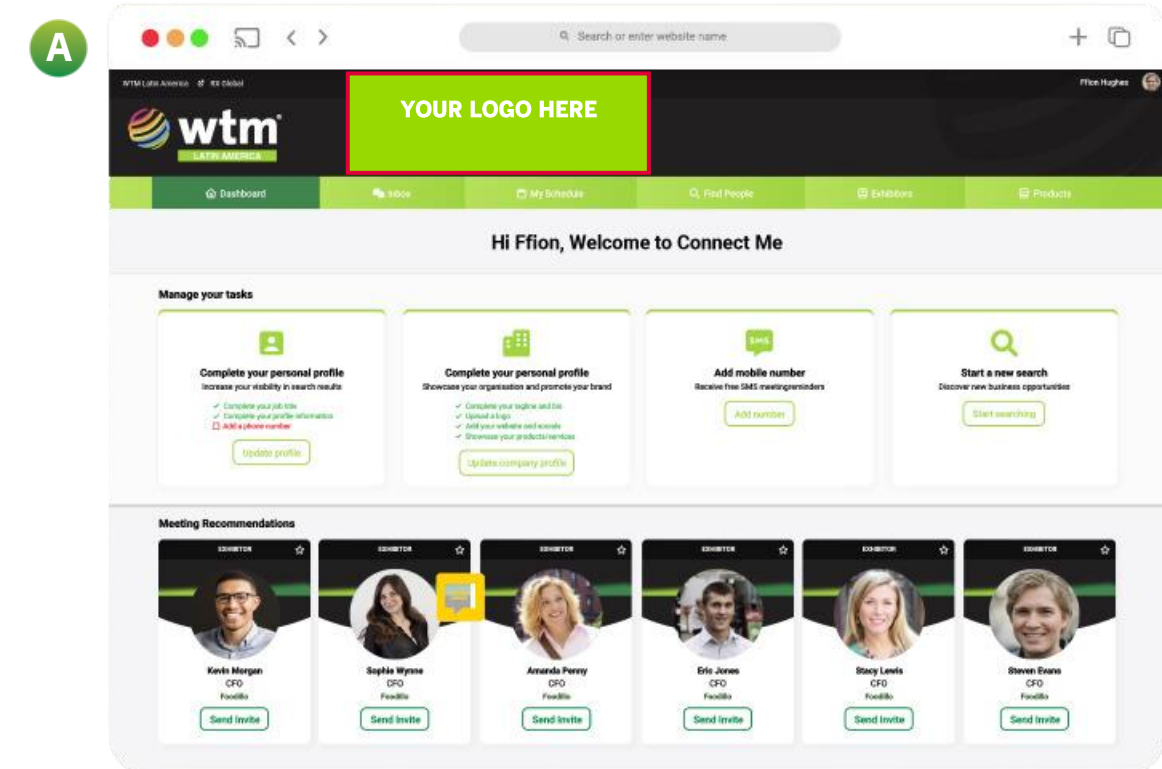 A
Search or enter website name
WTM Latin America RX Global
Ffion Hughes
YOUR LOGO HERE
wtm
LATIN AMERICA
Dashboard Inbox My Schedule Find People Exhibitors Products
Hi Ffion, Welcome to Connect Me
Manage your tasks
SMS
Complete your personal profile
Increase your visibility in search results
Complete your job title
Complete your profile information
Add a phone number
Update profile
Complete your personal profile
Showcase your organisation and promote your brand
Complete your tagline and bio
Upload a logo
Add your website and socials
Showcase your products/services
Update company profile
Add mobile number
Receive free SMS meetingreminders
Add number
Start a new search
Discover new business opportunities
Start searching
Meeting Recommendations
EXHIBITOR EXHIBITOR EXHIBITOR EXHIBITOR EXHIBITOR EXHIBITOR
Kevin Morgan Sophie Wynne Amanda Penny Eric Jones Stacy Lewis Steven Evans
CFO CFO CFO CFO CFO CFO
Foodillo Foodillo Foodillo Foodillo Foodillo Foodillo
Send Invite Send Invite Send Invite Send Invite Send Invite Send Invite